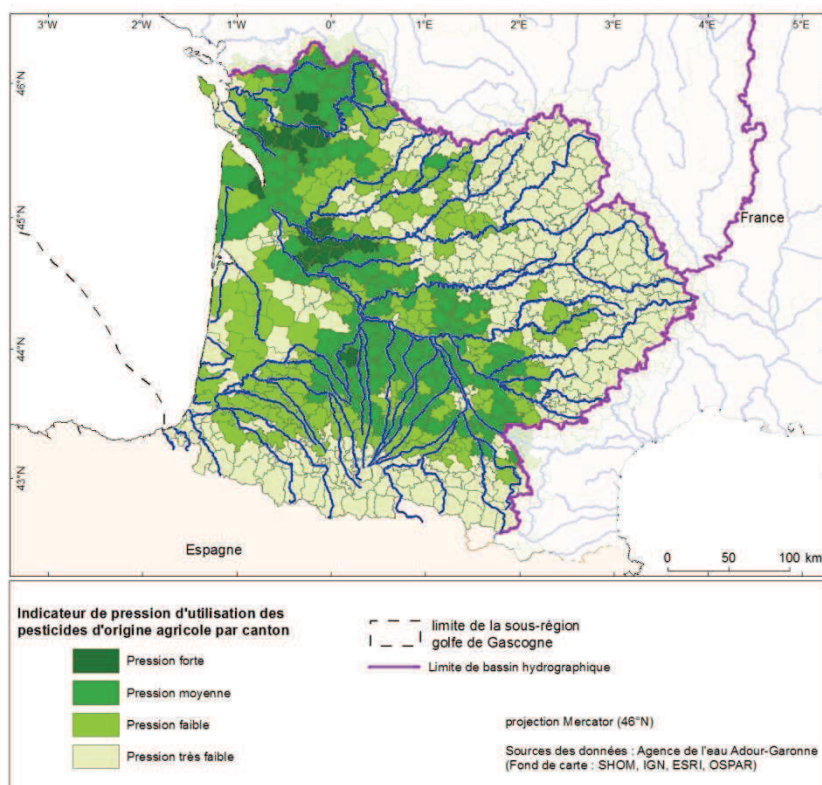 3°W 2°W 1°W 0° 1°E 2°E 3°E 4°E 5°E
46°N
45°N
44°N
43°N
France
Espagne
0 50 100 km
Indicateur de pression d'utilisation des
pesticides d'origine agricole par canton
Pression forte
Pression moyenne
Pression faible
Pression très faible
limite de la sous-région
golfe de Gascogne
Limite de bassin hydrographique
projection Mercator (46°N)
Sources des données : Agence de l'eau Adour-Garonne
(Fond de carte : SHOM, IGN, ESRI, OSPAR)